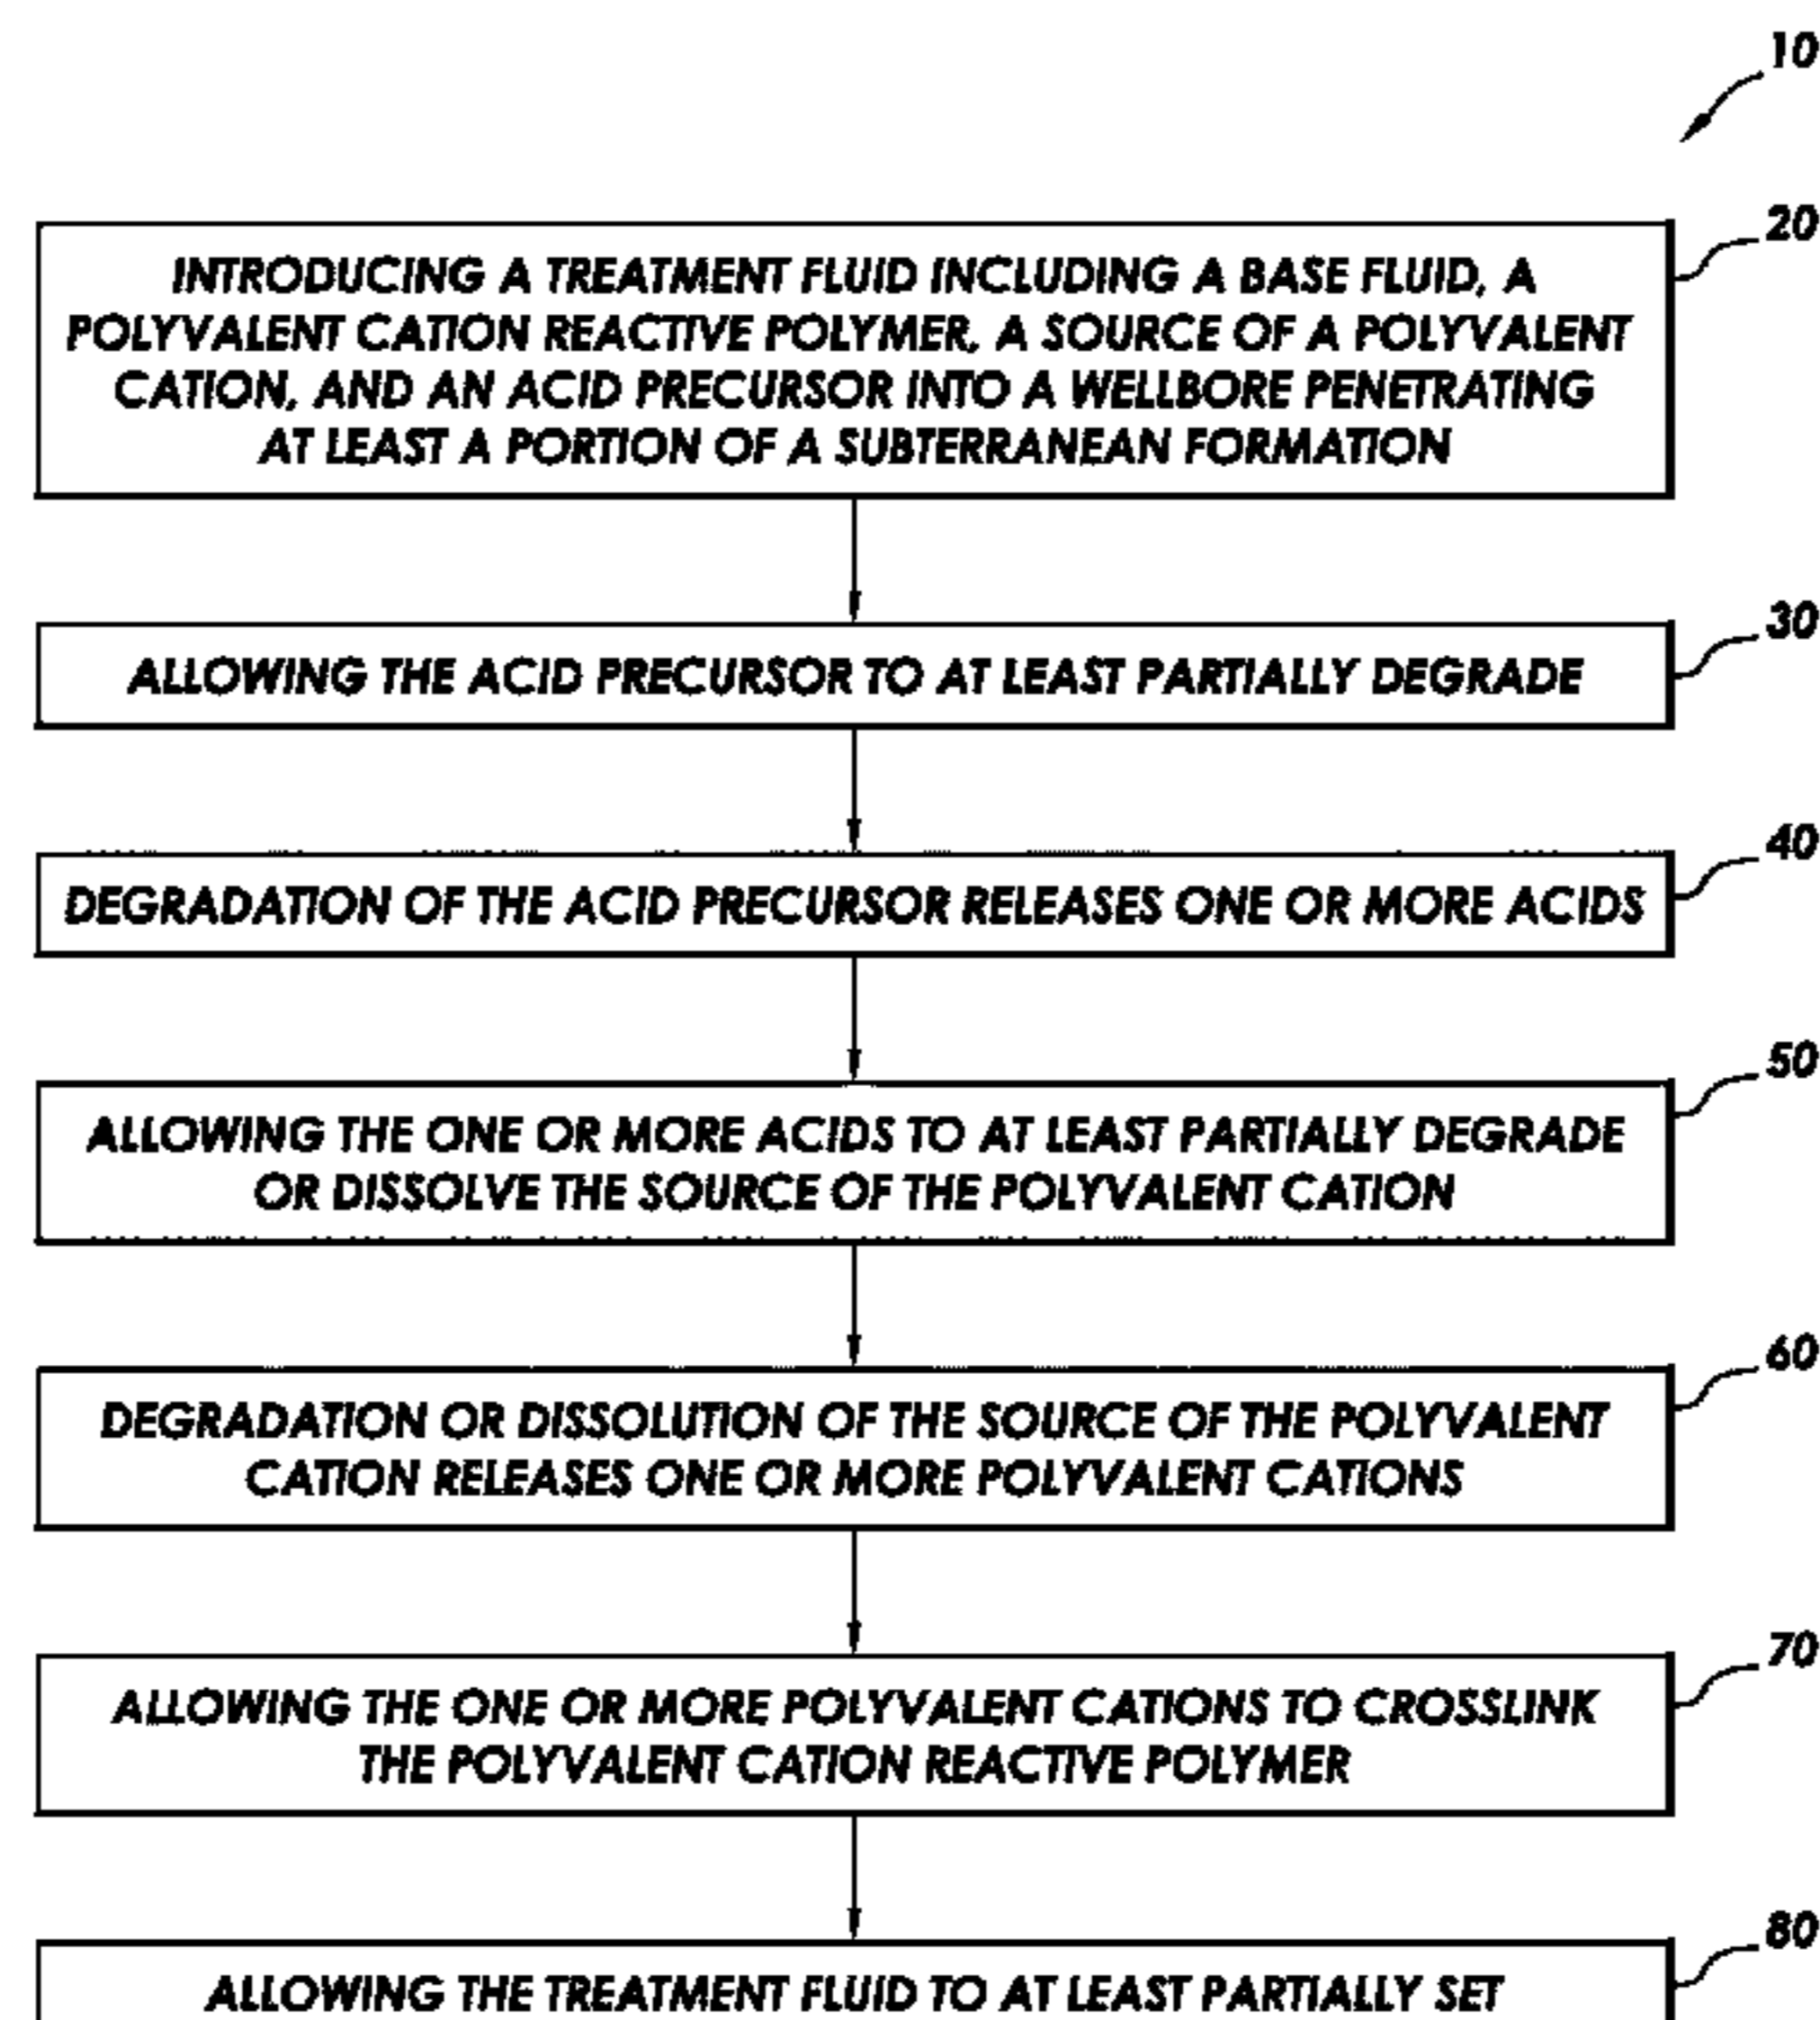 10
20
INTRODUCING A TREATMENT FLUID INCLUDING A BASE FLUID, A
POLYVALENT CATION REACTIVE POLYMER, A SOURCE OF A POLYVALENT
CATION, AND AN ACID PRECURSOR INTO A WELLBORE PENETRATING
AT LEAST A PORTION OF A SUBTERRANEAN FORMATION
30
ALLOWING THE ACID PRECURSOR TO AT LEAST PARTIALLY DEGRADE
40
DEGRADATION OF THE ACID PRECURSOR RELEASES ONE OR MORE ACIDS
50
ALLOWING THE ONE OR MORE ACIDS TO AT LEAST PARTIALLY DEGRADE
OR DISSOLVE THE SOURCE OF THE POLYVALENT CATION
60
DEGRADATION OR DISSOLUTION OF THE SOURCE OF THE POLYVALENT
CATION RELEASES ONE OR MORE POLYVALENT CATIONS
70
ALLOWING THE ONE OR MORE POLYVALENT CATIONS TO CROSSLINK
THE POLYVALENT CATION REACTIVE POLYMER
80
ALLOWING THE TREATMENT FLUID TO AT LEAST PARTIALLY SET